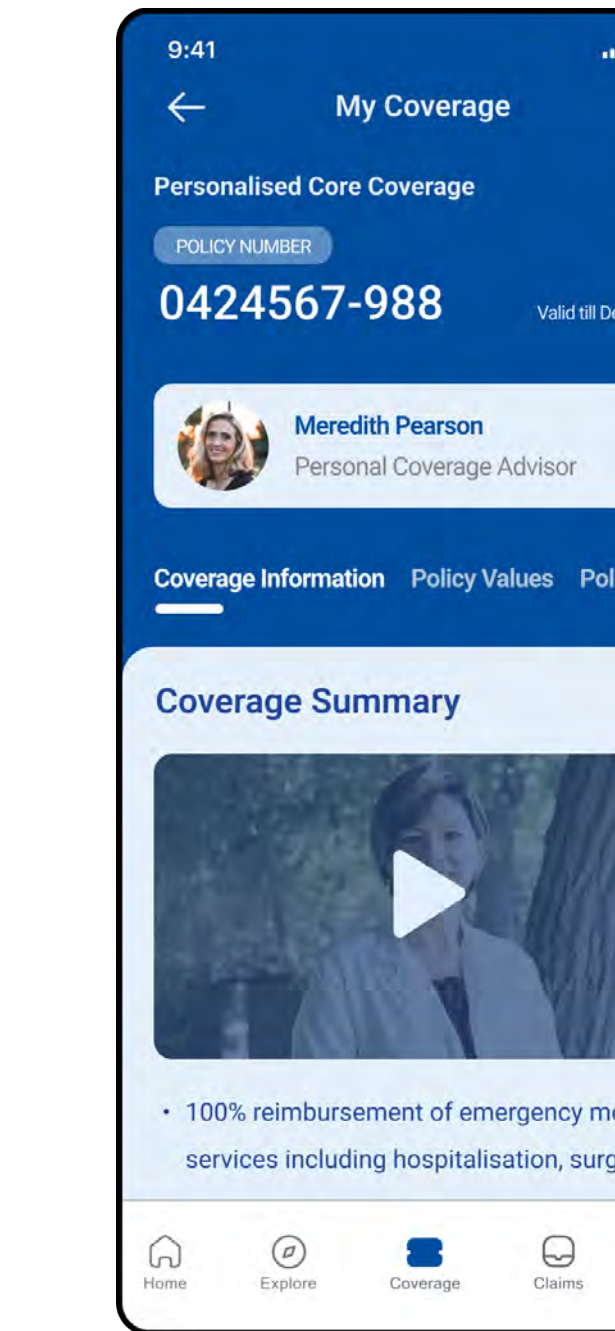 9:41
My Coverage
Personalised Core Coverage
POLICY NUMBER
0424567-988
Valid till
Meredith Pearson
Personal Coverage Advisor
Coverage Information Policy Values
Coverage Summary
• 100% reimbursement of emergency
services including hospitalisation,
Home Explore Coverage Claims